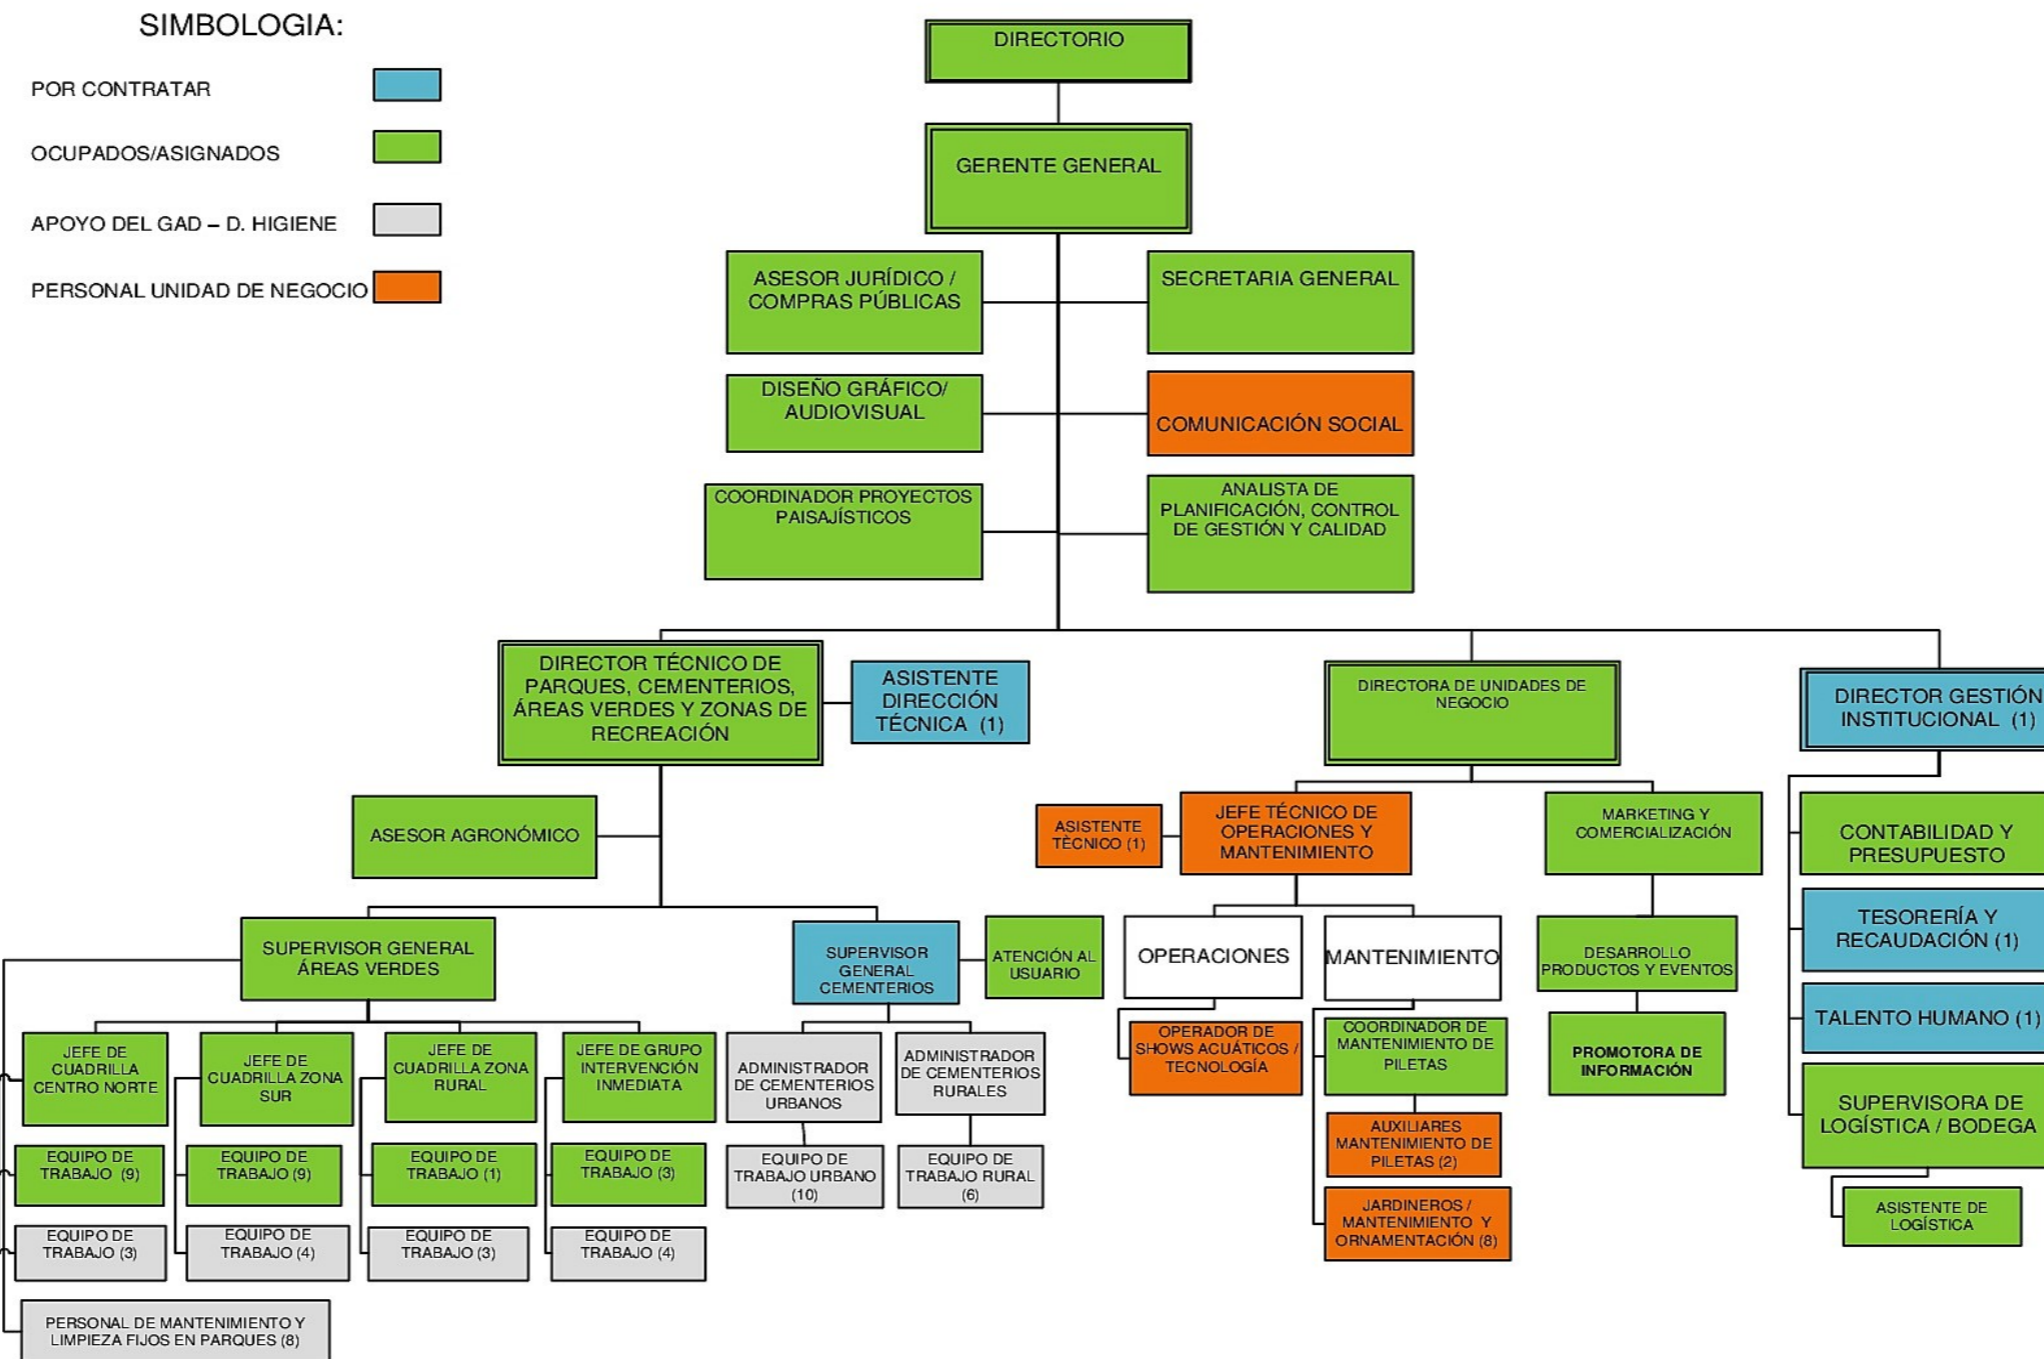 SIMBOLOGIA:
POR CONTRATAR
OCUPADOS/ASIGNADOS
APOYO DEL GAD – D. HIGIENE
PERSONAL UNIDAD DE NEGOCIO
DIRECTORIO
GERENTE GENERAL
ASESOR JURÍDICO /
COMPRAS PÚBLICAS
SECRETARIA GENERAL
DISEÑO GRÁFICO/
AUDIOVISUAL
COMUNICACIÓN SOCIAL
COORDINADOR PROYECTOS
PAISAJÍSTICOS
ANALISTA DE
PLANIFICACIÓN, CONTROL
DE GESTIÓN Y CALIDAD
DIRECTOR TÉCNICO DE
PARQUES, CEMENTERIOS,
ÁREAS VERDES Y ZONAS DE
RECREACIÓN
ASISTENTE
DIRECCIÓN
TÉCNICA (1)
DIRECTORA DE UNIDADES DE
NEGOCIO
DIRECTOR GESTIÓN
INSTITUCIONAL (1)
ASESOR AGRONÓMICO
ASISTENTE
TÈCNICO (1)
JEFE TÉCNICO DE
OPERACIONES Y
MANTENIMIENTO
MARKETING Y
COMERCIALIZACIÓN
CONTABILIDAD Y
PRESUPUESTO
SUPERVISOR GENERAL
ÁREAS VERDES
SUPERVISOR
GENERAL
CEMENTERIOS
ATENCIÓN AL
USUARIO
OPERACIONES
MANTENIMIENTO
DESARROLLO
PRODUCTOS Y EVENTOS
TESORERÍA Y
RECAUDACIÓN (1)
TALENTO HUMANO (1)
JEFE DE
CUADRILLA
CENTRO NORTE
JEFE DE
CUADRILLA ZONA
SUR
JEFE DE
CUADRILLA ZONA
RURAL
JEFE DE GRUPO
INTERVENCIÓN
INMEDIATA
ADMINISTRADOR
DE CEMENTERIOS
URBANOS
ADMINISTRADOR
DE CEMENTERIOS
RURALES
OPERADOR DE
SHOWS ACUÁTICOS /
TECNOLOGÍA
COORDINADOR DE
MANTENIMIENTO DE
PILETAS
PROMOTORA DE
INFORMACIÓN
SUPERVISORA DE
LOGÍSTICA / BODEGA
EQUIPO DE
TRABAJO (9)
EQUIPO DE
TRABAJO (9)
EQUIPO DE
TRABAJO (1)
EQUIPO DE
TRABAJO (3)
EQUIPO DE
TRABAJO URBANO
(10)
EQUIPO DE
TRABAJO RURAL
(6)
AUXILIARES
MANTENIMIENTO DE
PILETAS (2)
EQUIPO DE
TRABAJO (3)
EQUIPO DE
TRABAJO (4)
EQUIPO DE
TRABAJO (3)
EQUIPO DE
TRABAJO (4)
JARDINEROS /
MANTENIMIENTO Y
ORNAMENTACIÓN (8)
ASISTENTE DE
LOGÍSTICA
PERSONAL DE MANTENIMIENTO Y
LIMPIEZA FIJOS EN PARQUES (8)